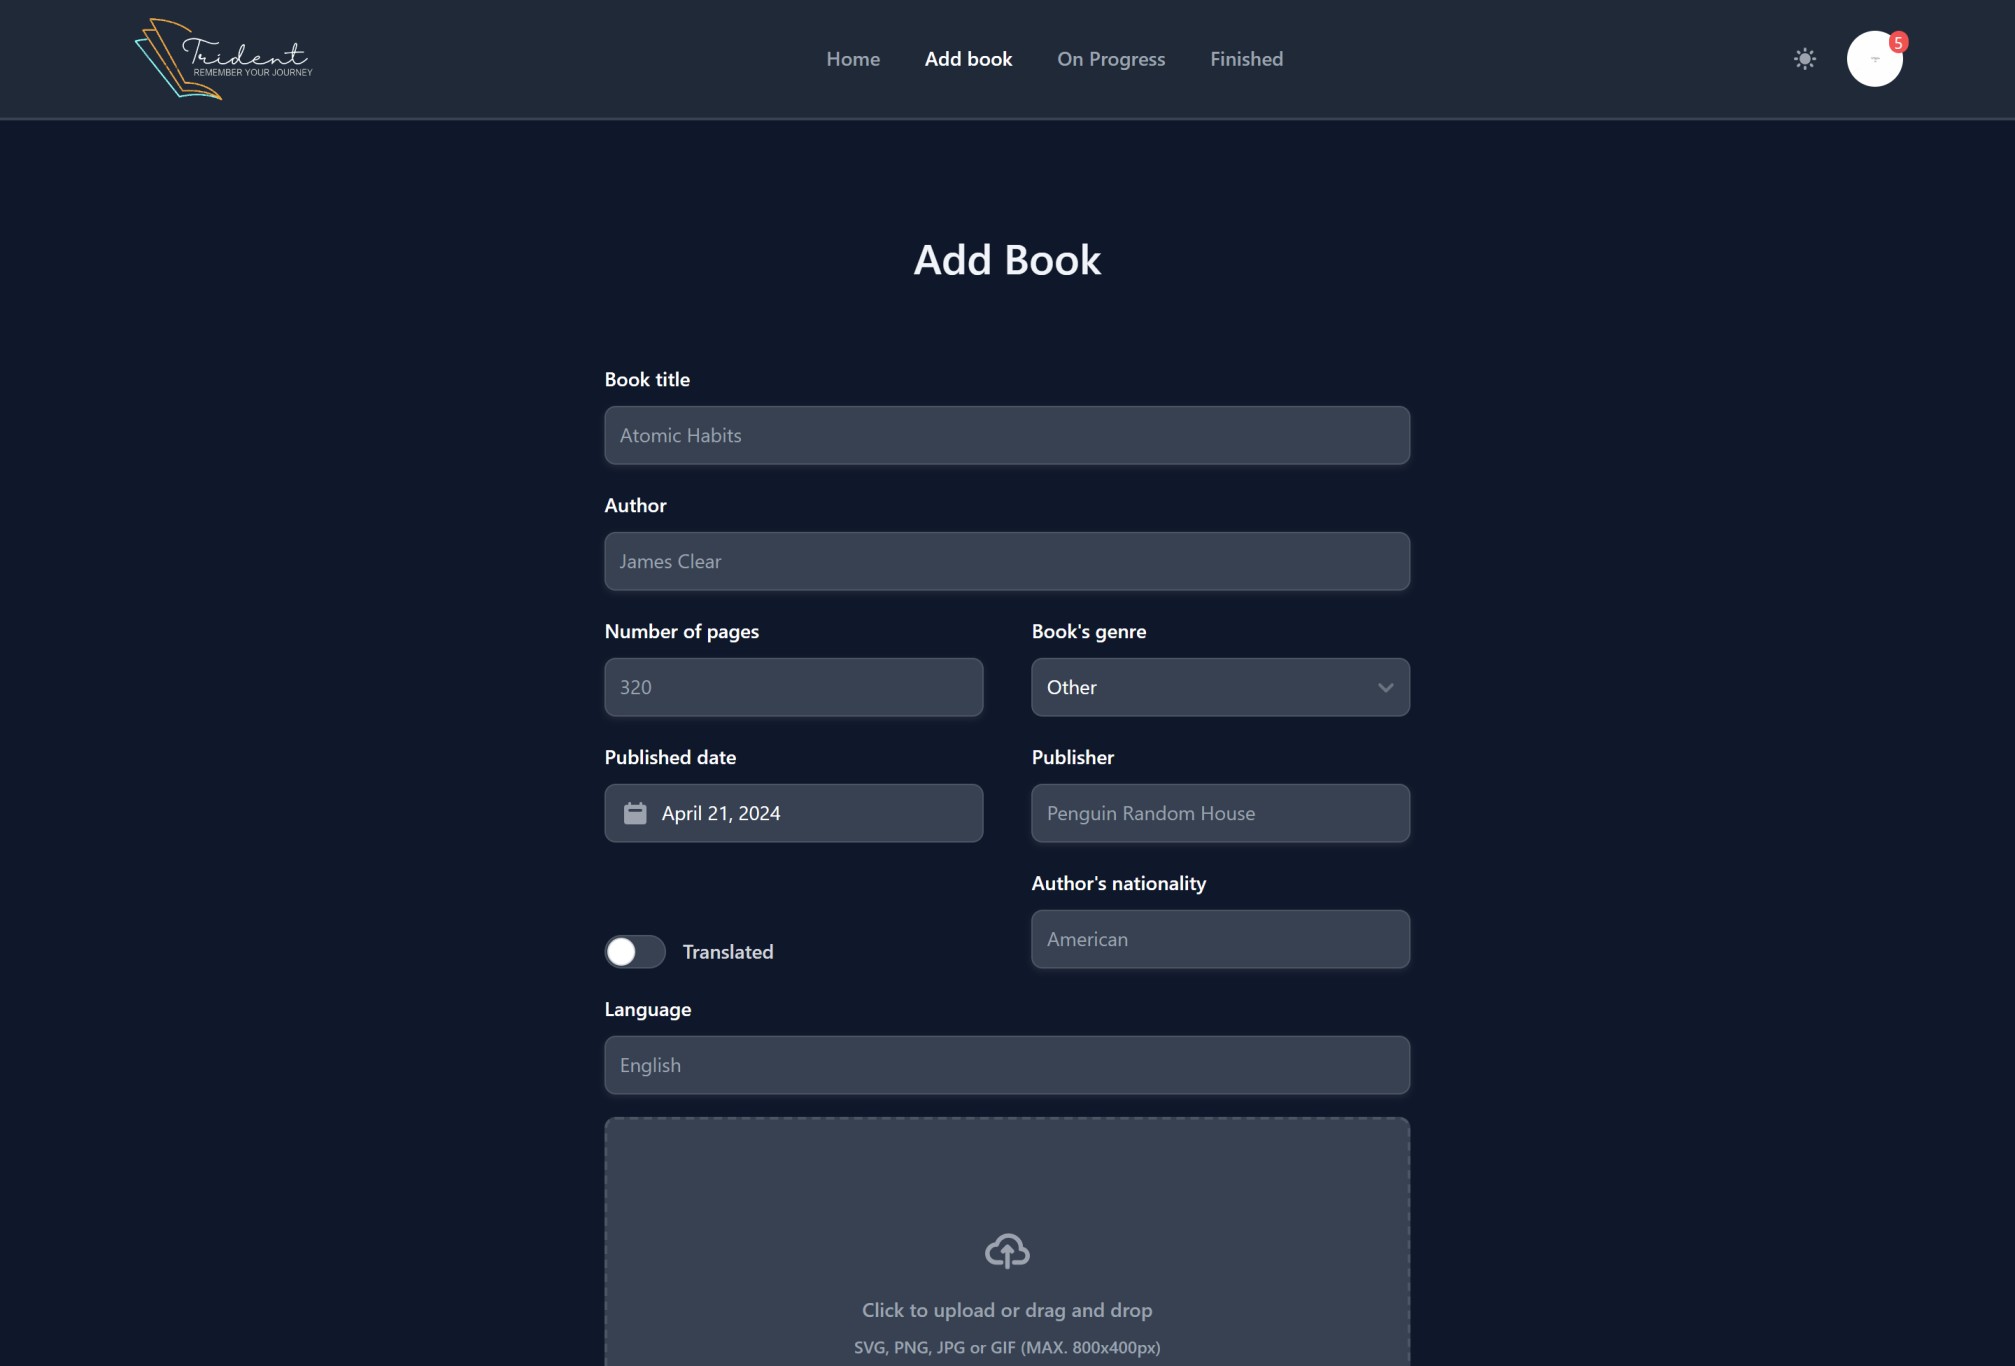 Trident
REMEMBER YOUR JOURNEY
Home
Add book
On Progress
Finished
5
Add Book
Book title
Atomic Habits
Author
James Clear
Number of pages
Book's genre
320
Other
Published date
Publisher
April 21, 2024
Penguin Random House
Author's nationality
American
Translated
Language
English
Click to upload or drag and drop
SVG, PNG, JPG or GIF (MAX. 800x400px)